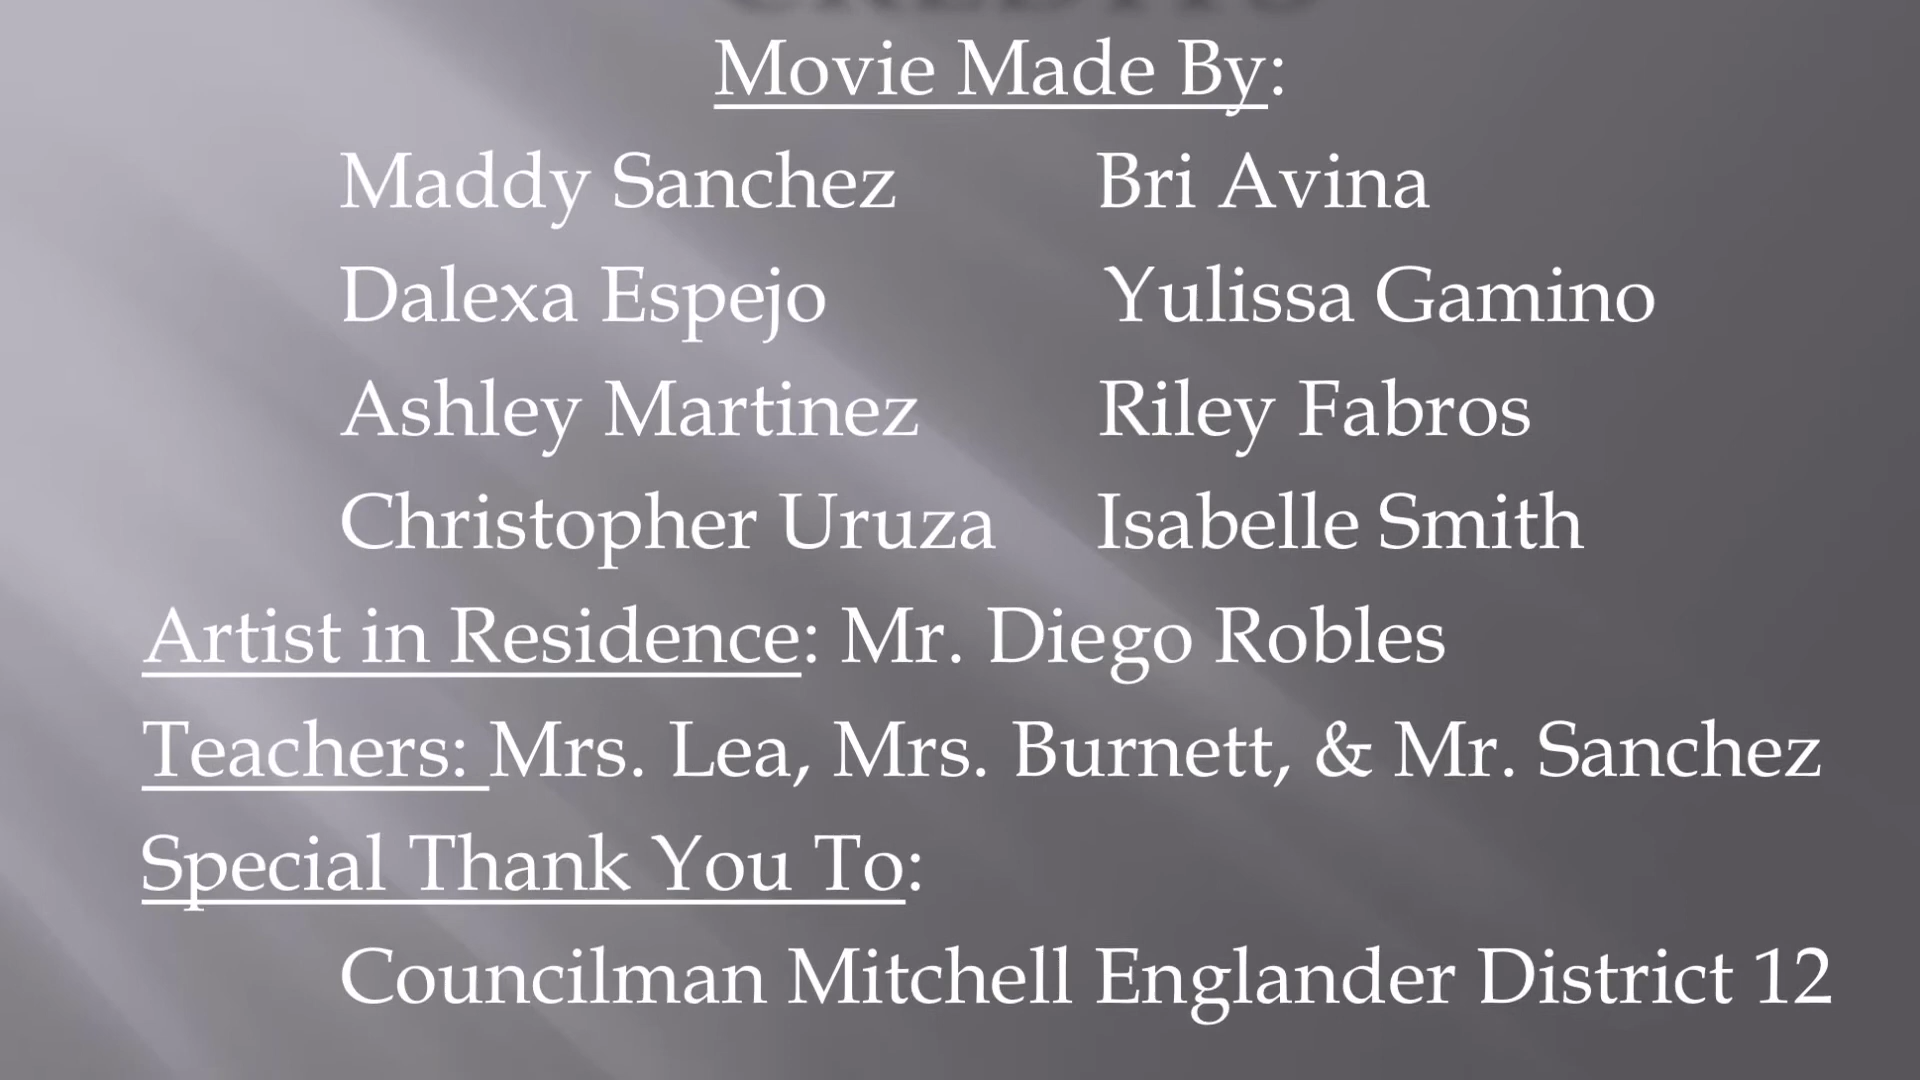 CREDITS
Movie Made By:
Maddy Sanchez Bri Avina
Dalexa Espejo Yulissa Gamino
Ashley Martinez Riley Fabros
Christopher Uruza Isabelle Smith
Artist in Residence: Mr. Diego Robles
Teachers: Mrs. Lea, Mrs. Burnett, & Mr. Sanchez
Special Thank You To:
Councilman Mitchell Englander District 12